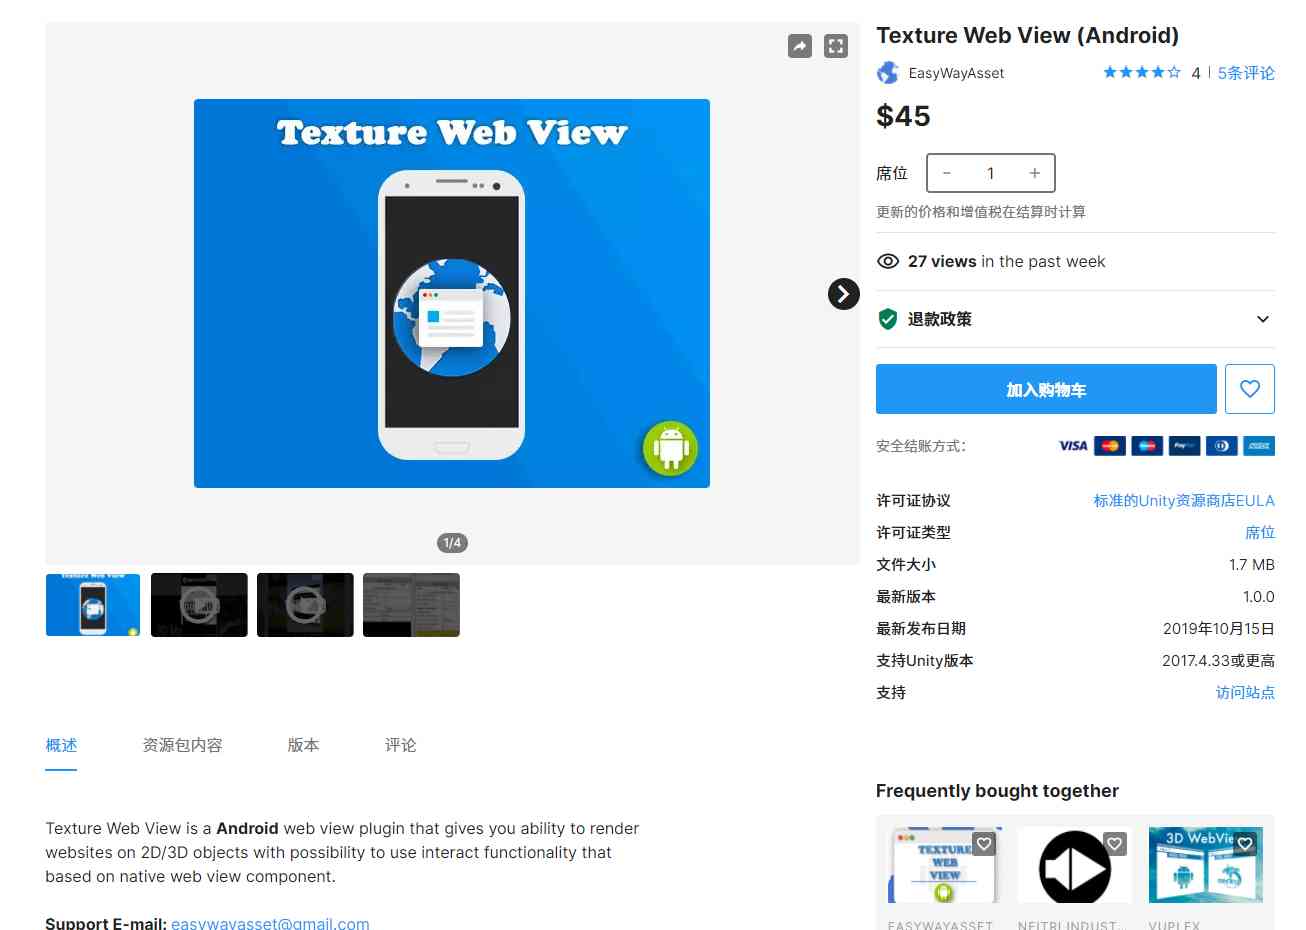 Texture Web View
1/4
Texture Web View (Android)
EasyWayAsset
4
5条评论
$45
席位
- 1 +
更新的价格和增值税在结算时计算
27 views in the past week
退款政策
加入购物车
安全结账方式:
VISA
PayPal
许可证协议 标准的Unity资源商店EULA
许可证类型 席位
文件大小 1.7 MB
最新版本 1.0.0
最新发布日期 2019年10月15日
支持Unity版本 2017.4.33或更高
支持 访问站点
概述 资源包内容 版本 评论
Texture Web View is a Android web view plugin that gives you ability to render
websites on 2D/3D objects with possibility to use interact functionality that
based on native web view component.
Support E-mail: easywayasset@gmail.com
Frequently bought together
TEXTURE
WEB
VIEW
3D WebVie
EASYWAYASSET
NEITRI INDUST...
VUPLEX